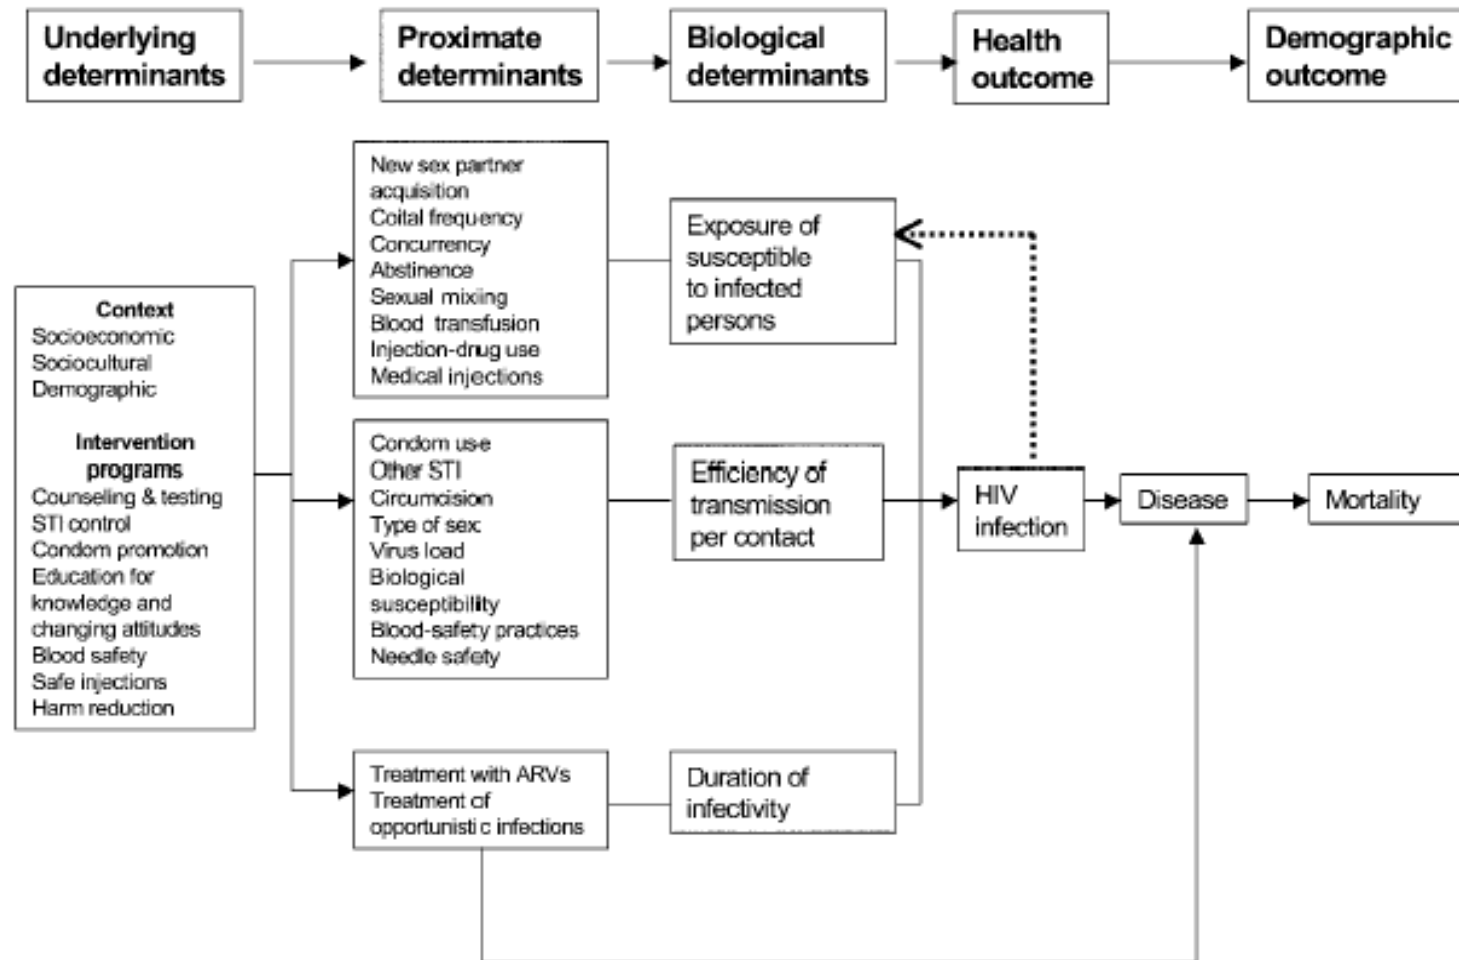 Underlying
determinants
Proximate
determinants
Biological
determinants
Health
outcome
Demographic
outcome
Context
Socioeconomic
Sociocultural
Demographic
Intervention
programs
Counseling & testing
STI control
Condom promotion
Education for
knowledge and
changing attitudes
Blood safety
Safe injections
Harm reduction
New sex partner
acquisition
Coital frequency
Concurrency
Abstinence
Sexual mixing
Blood transfusion
Injection-drug use
Medical injections
Condom use
Other STI
Circumcision
Type of sex
Virus load
Biological
susceptibility
Blood-safety practices
Needle safety
Treatment with ARVs
Treatment of
opportunistic infections
Exposure of
susceptible
to infected
persons
Efficiency of
transmission
per contact
Duration of
infectivity
HIV
infection
Disease
Mortality